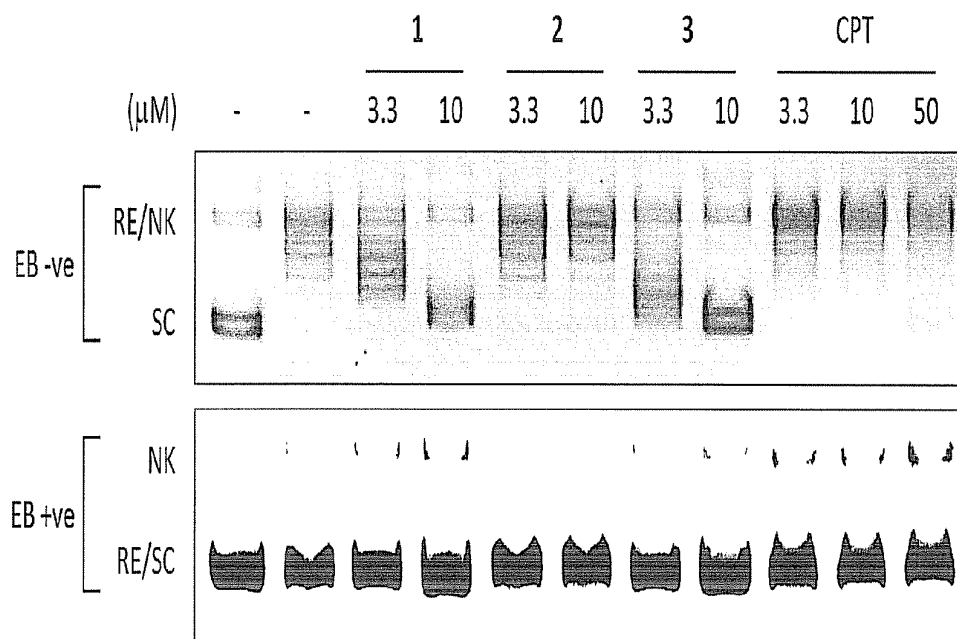 1 2 3 CPT
(μM) - - 3.3 10 3.3 10 3.3 10 3.3 10 50
RE/NK
EB -ve
SC
NK
EB +ve
RE/SC